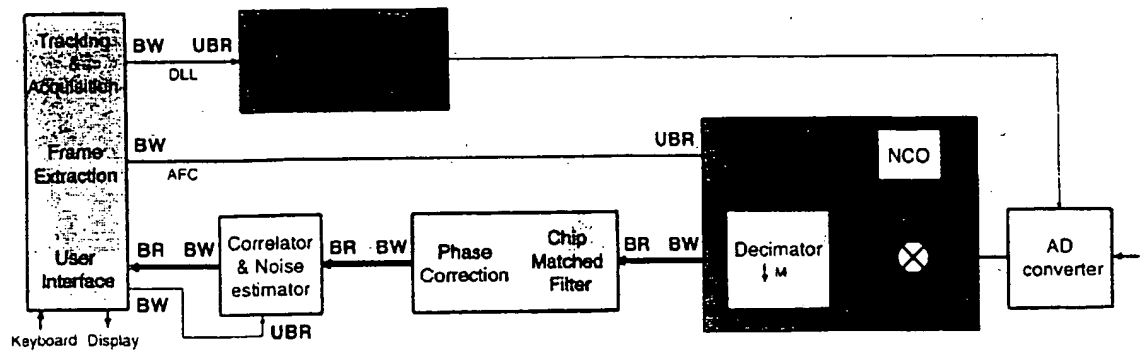 Tracking
&
Acquisition
BW
UBR
DLL
Frame
Extraction
BW
AFC
UBR
NCO
User
Interface
BR
BW
Correlator
& Noise
estimator
BR
BW
Phase
Correction
Chip
Matched
Filter
BR
BW
Decimator
↓ M
AD
converter
BW
UBR
Keyboard
Display